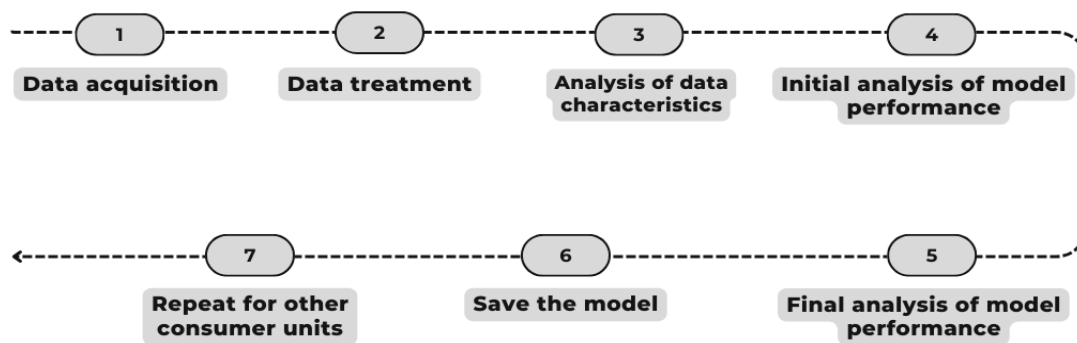 1
Data acquisition
2
Data treatment
3
Analysis of data
characteristics
4
Initial analysis of model
performance
5
Final analysis of model
performance
6
Save the model
7
Repeat for other
consumer units